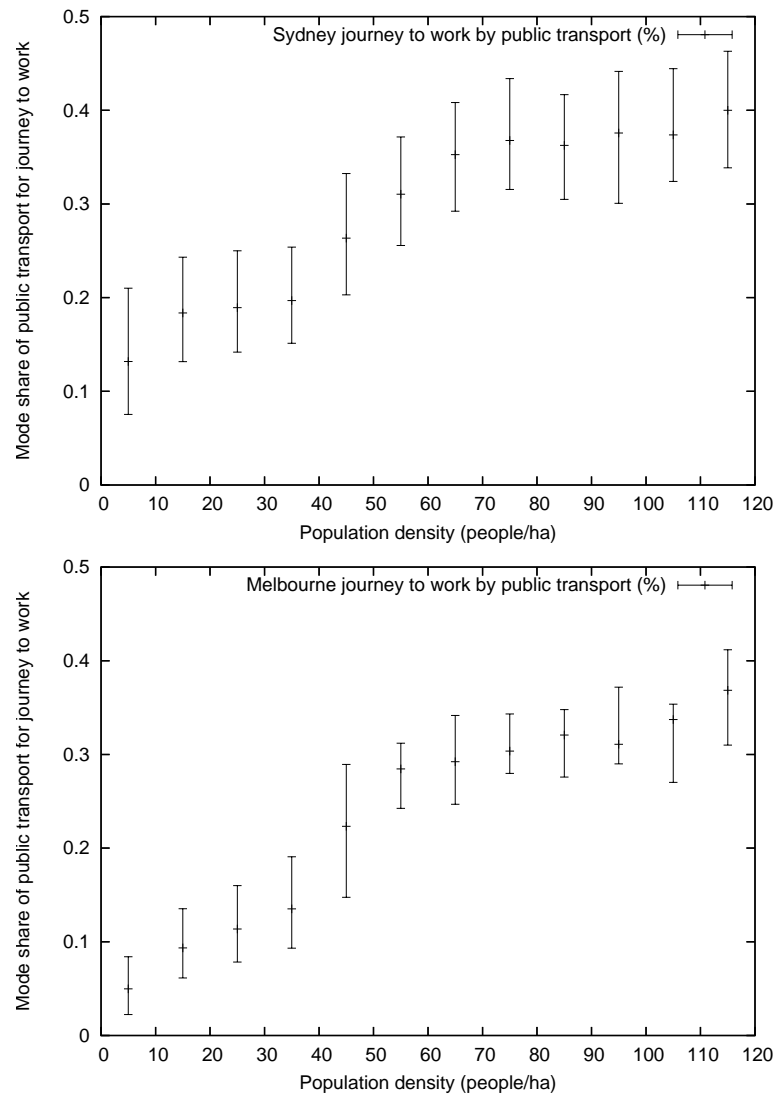 0.5
Sydney journey to work by public transport (%)
0.4
0.3
0.2
0.1
0
Mode share of public transport for journey to work
0 10 20 30 40 50 60 70 80 90 100 110 120
Population density (people/ha)
0.5
Melbourne journey to work by public transport (%)
0.4
0.3
0.2
0.1
0
Mode share of public transport for journey to work
0 10 20 30 40 50 60 70 80 90 100 110 120
Population density (people/ha)